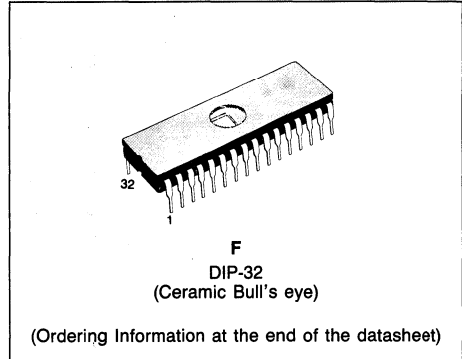 32
1
F
DIP-32
(Ceramic Bull's eye)
(Ordering Information at the end of the datasheet)